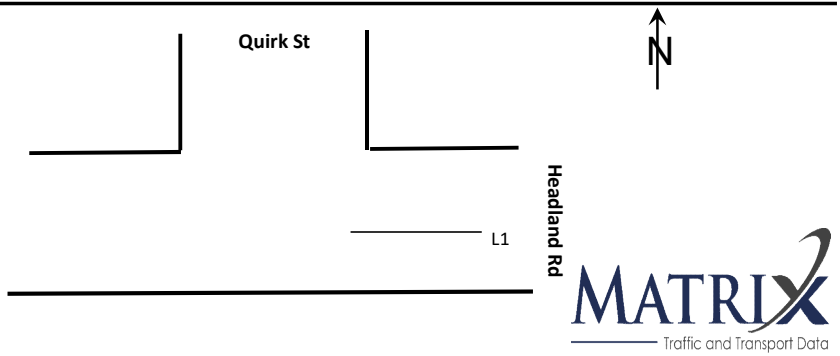 Quirk St
N
Headland Rd
L1
MATRIX
Traffic and Transport Data